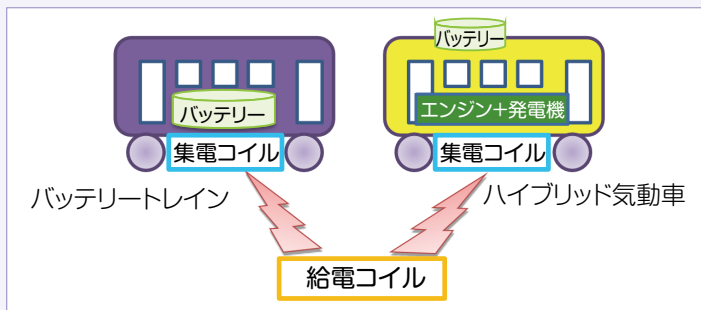 バッテリー
バッテリー
エンジン+発電機
集電コイル
集電コイル
バッテリートレイン
ハイブリッド気動車
給電コイル